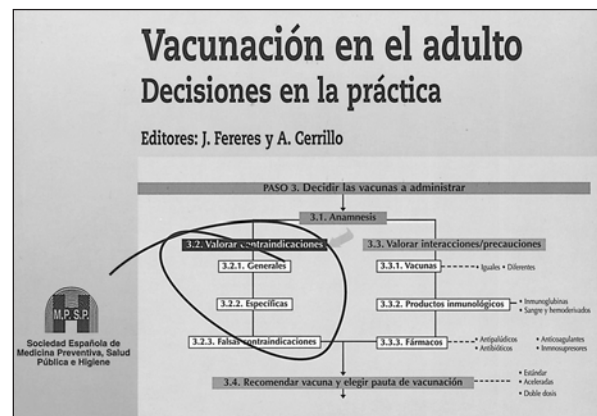 Vacunación en el adulto
Decisiones en la práctica
Editores: J. Fereres y A. Cerrillo
PASO 3. Decidir las vacunas a administrar
3.1. Anamnesis
3.2. Valorar contraindicaciones
3.3. Valorar interacciones/precauciones
3.2.1. Generales
3.3.1. Vacunas
• Iguales • Diferentes
3.2.2. Específicas
3.3.2. Productos inmunológicos
• Inmunoglubinas
• Sangre y hemoderivados
M.P. S.P.
Sociedad Española de
Medicina Preventiva, Salud
Pública e Higiene
3.2.3. Falsas contraindicaciones
3.3.3. Fármacos
• Antipalúdicos
• Antibióticos
• Anticoagulantes
• Inmnosupresores
3.4. Recomendar vacuna y elegir pauta de vacunación
• Estándar
• Aceleradas
• Doble dosis